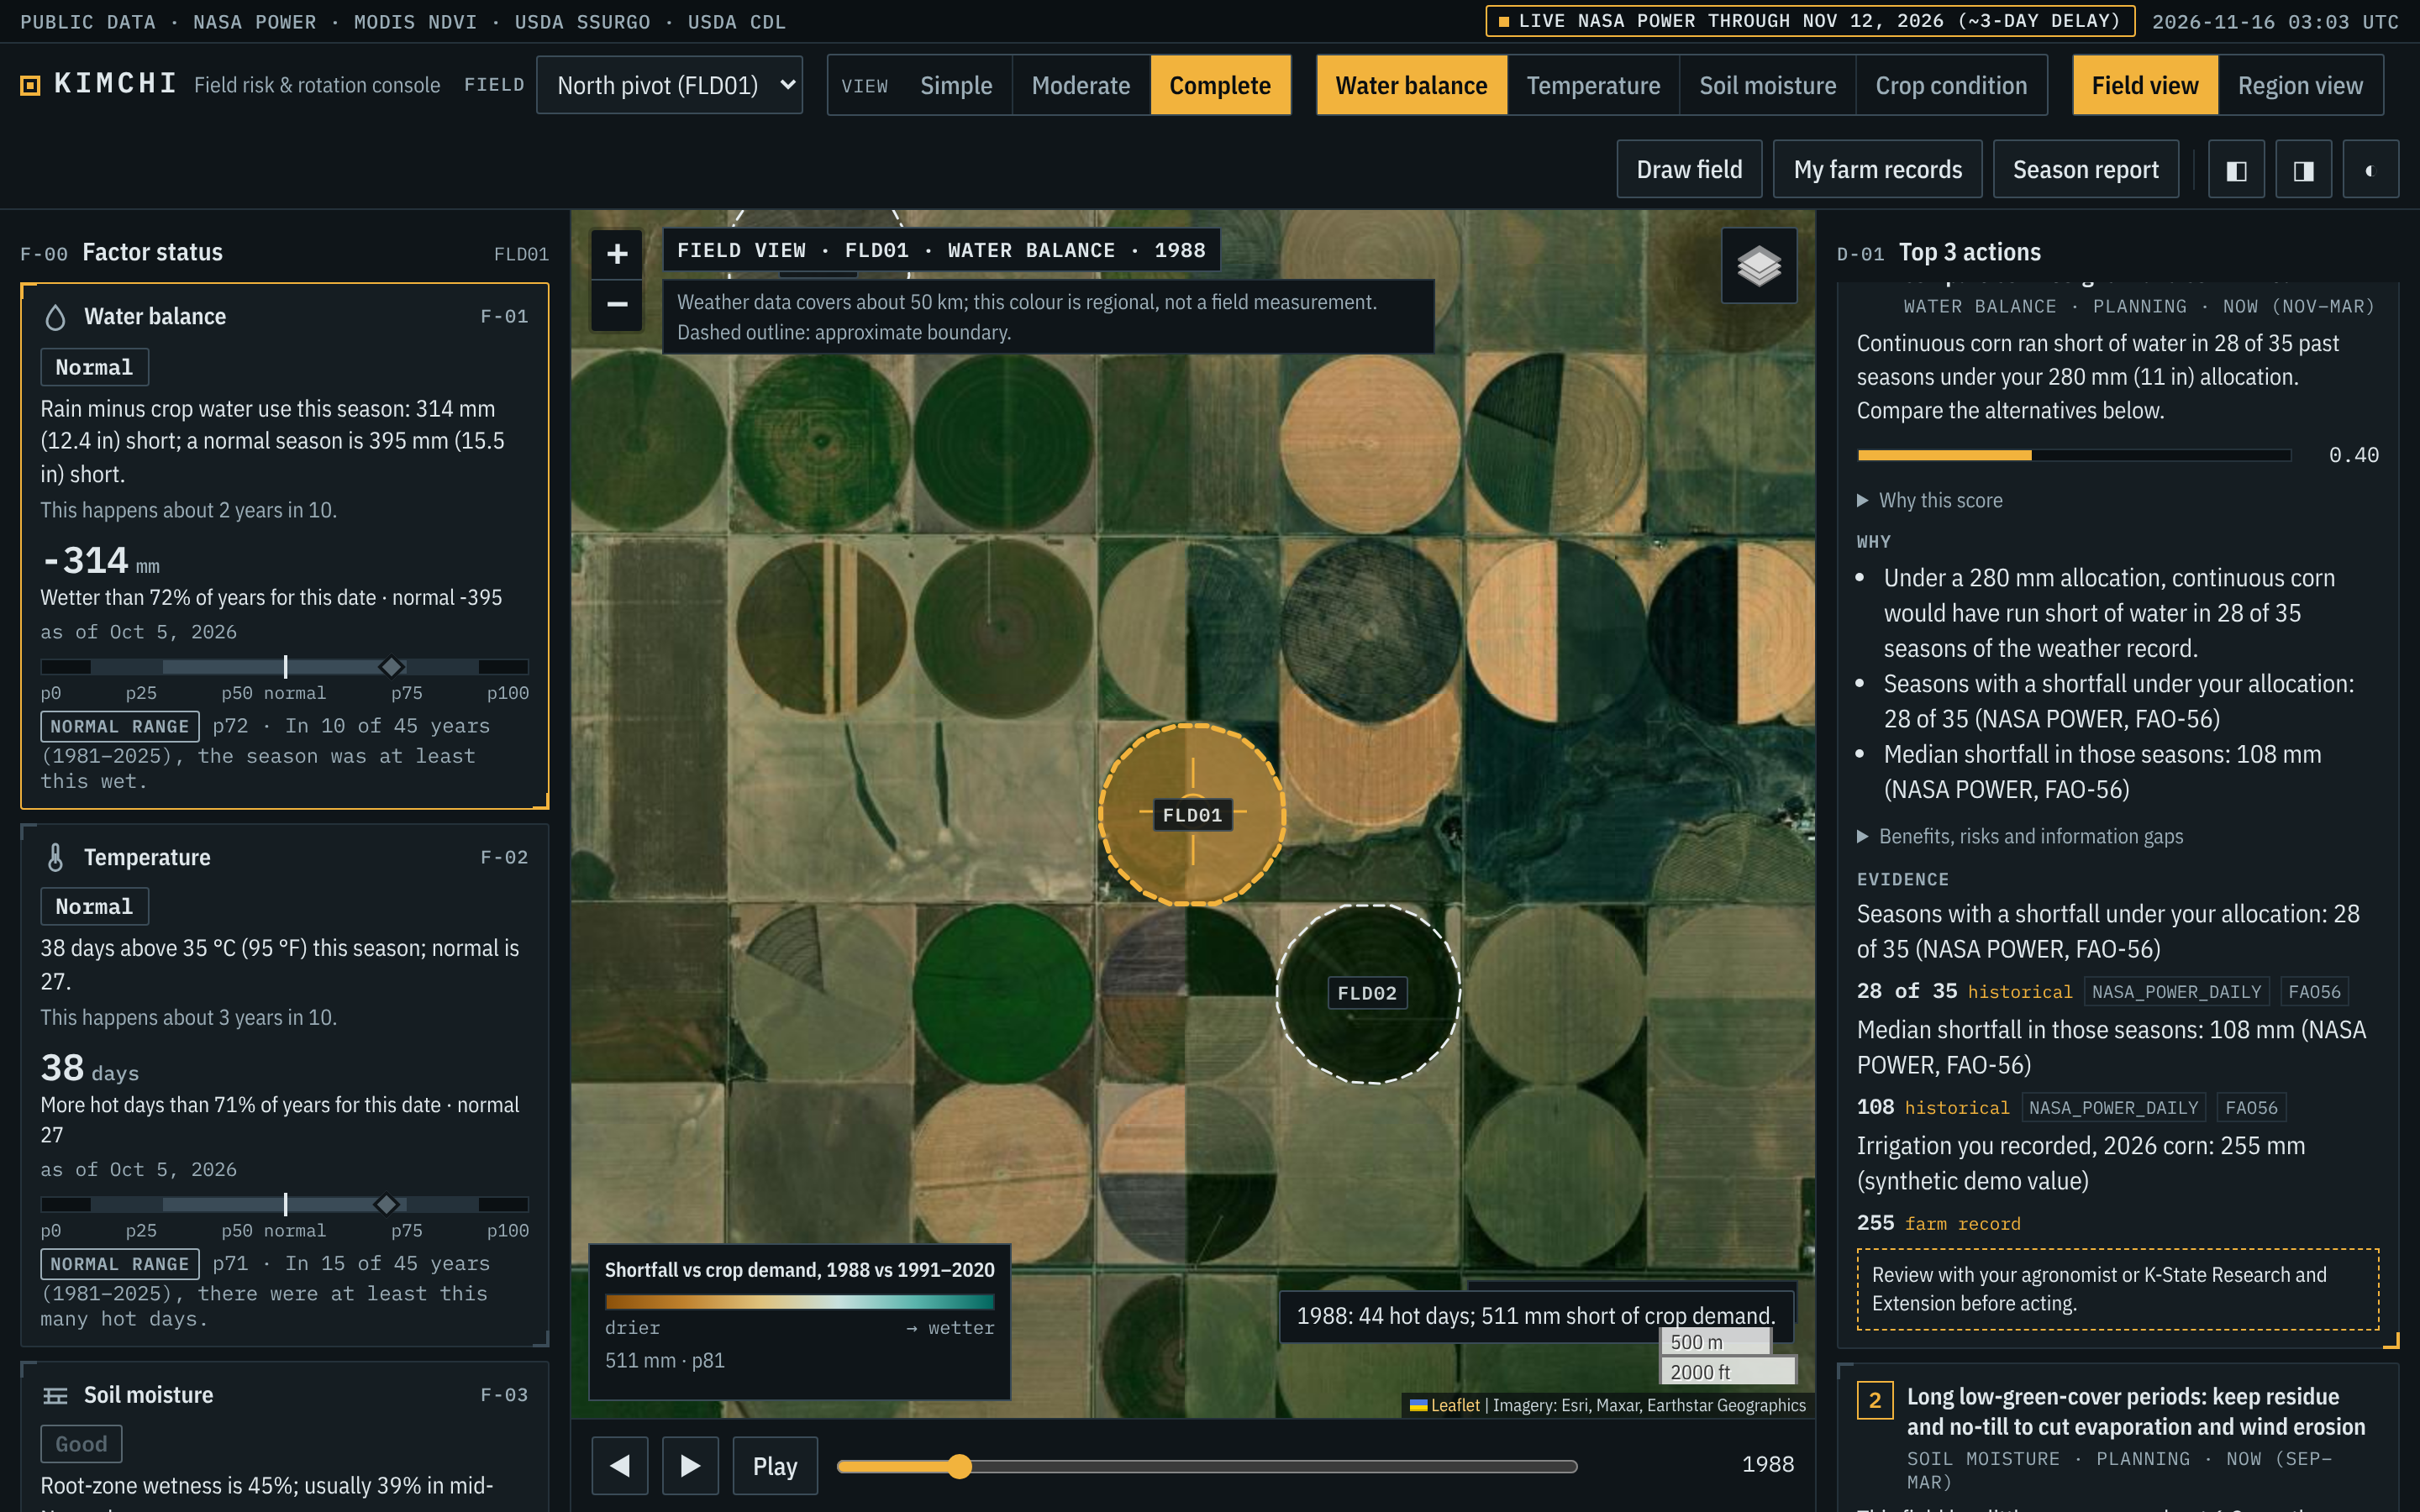 PUBLIC DATA · NASA POWER · MODIS NDVI · USDA SSURGO · USDA CDL
LIVE NASA POWER THROUGH NOV 12, 2026 (~3-DAY DELAY)
2026-11-16 03:03 UTC
KIMCHI
Field risk & rotation console
FIELD
North pivot (FLD01)
VIEW
Simple
Moderate
Complete
Water balance
Temperature
Soil moisture
Crop condition
Field view
Region view
Draw field
My farm records
Season report
F-00 Factor status
FLD01
Water balance
F-01
Normal
Rain minus crop water use this season: 314 mm
(12.4 in) short; a normal season is 395 mm (15.5
in) short.
This happens about 2 years in 10.
-314 mm
Wetter than 72% of years for this date · normal -395
as of Oct 5, 2026
p0 p25 p50 normal p75 p100
NORMAL RANGE p72 · In 10 of 45 years
(1981–2025), the season was at least
this wet.
Temperature
F-02
Normal
38 days above 35 °C (95 °F) this season; normal is
27.
This happens about 3 years in 10.
38 days
More hot days than 71% of years for this date · normal
27
as of Oct 5, 2026
p0 p25 p50 normal p75 p100
NORMAL RANGE p71 · In 15 of 45 years
(1981–2025), there were at least this
many hot days.
Soil moisture
F-03
Good
Root-zone wetness is 45%; usually 39% in mid-
+
−
FIELD VIEW · FLD01 · WATER BALANCE · 1988
Weather data covers about 50 km; this colour is regional, not a field measurement.
Dashed outline: approximate boundary.
FLD01
FLD02
Shortfall vs crop demand, 1988 vs 1991–2020
drier
→ wetter
511 mm · p81
1988: 44 hot days; 511 mm short of crop demand.
500 m
2000 ft
Leaflet | Imagery: Esri, Maxar, Earthstar Geographics
Play
1988
D-01 Top 3 actions
WATER BALANCE · PLANNING · NOW (NOV–MAR)
Continuous corn ran short of water in 28 of 35 past
seasons under your 280 mm (11 in) allocation.
Compare the alternatives below.
0.40
Why this score
WHY
• Under a 280 mm allocation, continuous corn
would have run short of water in 28 of 35
seasons of the weather record.
• Seasons with a shortfall under your allocation:
28 of 35 (NASA POWER, FAO-56)
• Median shortfall in those seasons: 108 mm
(NASA POWER, FAO-56)
Benefits, risks and information gaps
EVIDENCE
Seasons with a shortfall under your allocation: 28
of 35 (NASA POWER, FAO-56)
28 of 35 historical NASA_POWER_DAILY FAO56
Median shortfall in those seasons: 108 mm (NASA
POWER, FAO-56)
108 historical NASA_POWER_DAILY FAO56
Irrigation you recorded, 2026 corn: 255 mm
(synthetic demo value)
255 farm record
Review with your agronomist or K-State Research and
Extension before acting.
2
Long low-green-cover periods: keep residue
and no-till to cut evaporation and wind erosion
SOIL MOISTURE · PLANNING · NOW (SEP–
MAR)